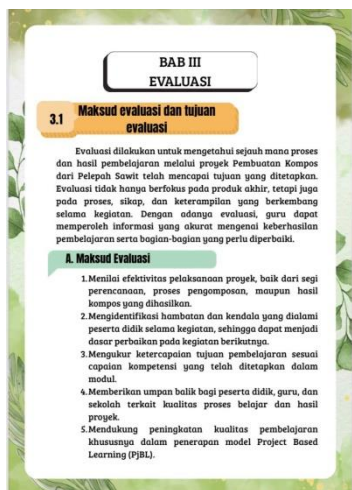 BAB III
EVALUASI
3.1
Maksud evaluasi dan tujuan
evaluasi
Evaluasi dilakukan untuk mengetahui sejauh mana proses
dan hasil pembelajaran melalui proyek Pembuatan Kompos
dari Pelepah Sawit telah mencapai tujuan yang ditetapkan.
Evaluasi tidak hanya berfokus pada produk akhir, tetapi juga
pada proses, sikap, dan keterampilan yang berkembang
selama kegiatan. Dengan adanya evaluasi, guru dapat
memperoleh informasi yang akurat mengenai keberhasilan
pembelajaran serta bagian-bagian yang perlu diperbaiki.
A. Maksud Evaluasi
1. Menilai efektivitas pelaksanaan proyek, baik dari segi
perencanaan, proses pengomposan, maupun hasil
kompos yang dihasilkan.
2. Mengidentifikasi hambatan dan kendala yang dialami
peserta didik selama kegiatan, sehingga dapat menjadi
dasar perbaikan pada kegiatan berikutnya.
3. Mengukur ketercapaian tujuan pembelajaran sesuai
capaian kompetensi yang telah ditetapkan dalam
modul.
4. Memberikan umpan balik bagi peserta didik, guru, dan
sekolah terkait kualitas proses belajar dan hasil
proyek.
5. Mendukung peningkatan kualitas pembelajaran
khususnya dalam penerapan model Project Based
Learning (PjBL).